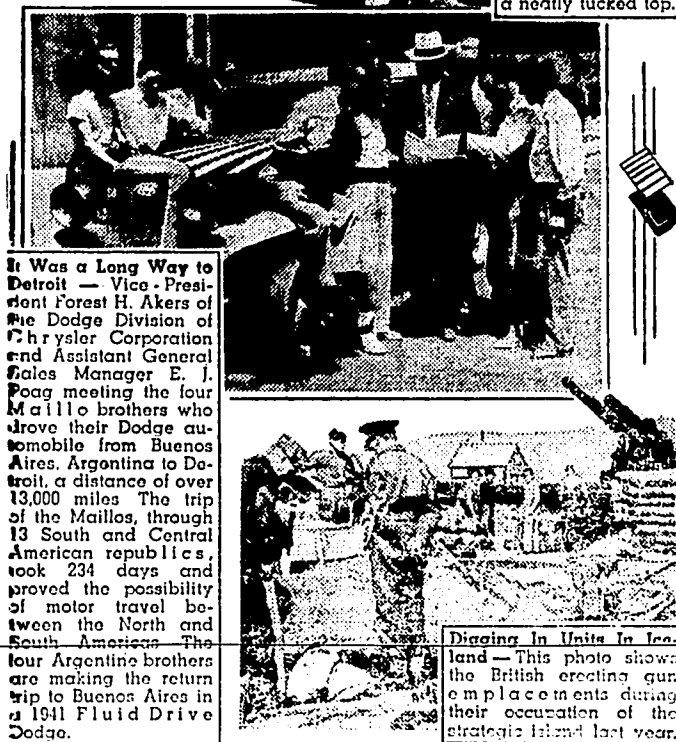 a neatly tucked top.
It Was a Long Way to
Detroit — Vice-Presi-
dent Forest H. Akers of
the Dodge Division of
Chrysler Corporation
and Assistant General
Sales Manager E. J.
Poag meeting the four
Maillo brothers who
drove their Dodge au-
tomobile from Buenos
Aires, Argentina to De-
troit, a distance of over
13,000 miles The trip
of the Maillos, through
13 South and Central
American republics,
took 234 days and
proved the possibility
of motor travel be-
tween the North and
South Americas The
four Argentine brothers
are making the return
trip to Buenos Aires in
a 1941 Fluid Drive
Dodge.
Digging In Units In Ice-
land — This photo shows
the British erecting gun
emplacements during
their occupation of the
strategic island last year.